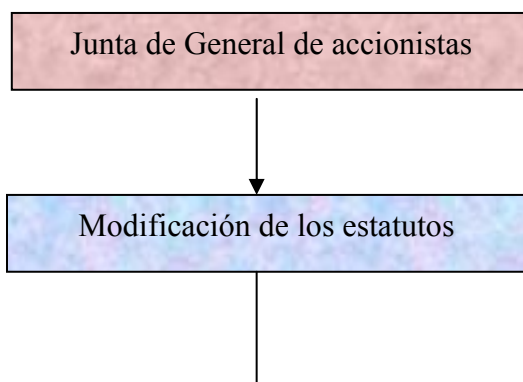 Junta de General de accionistas
Modificación de los estatutos